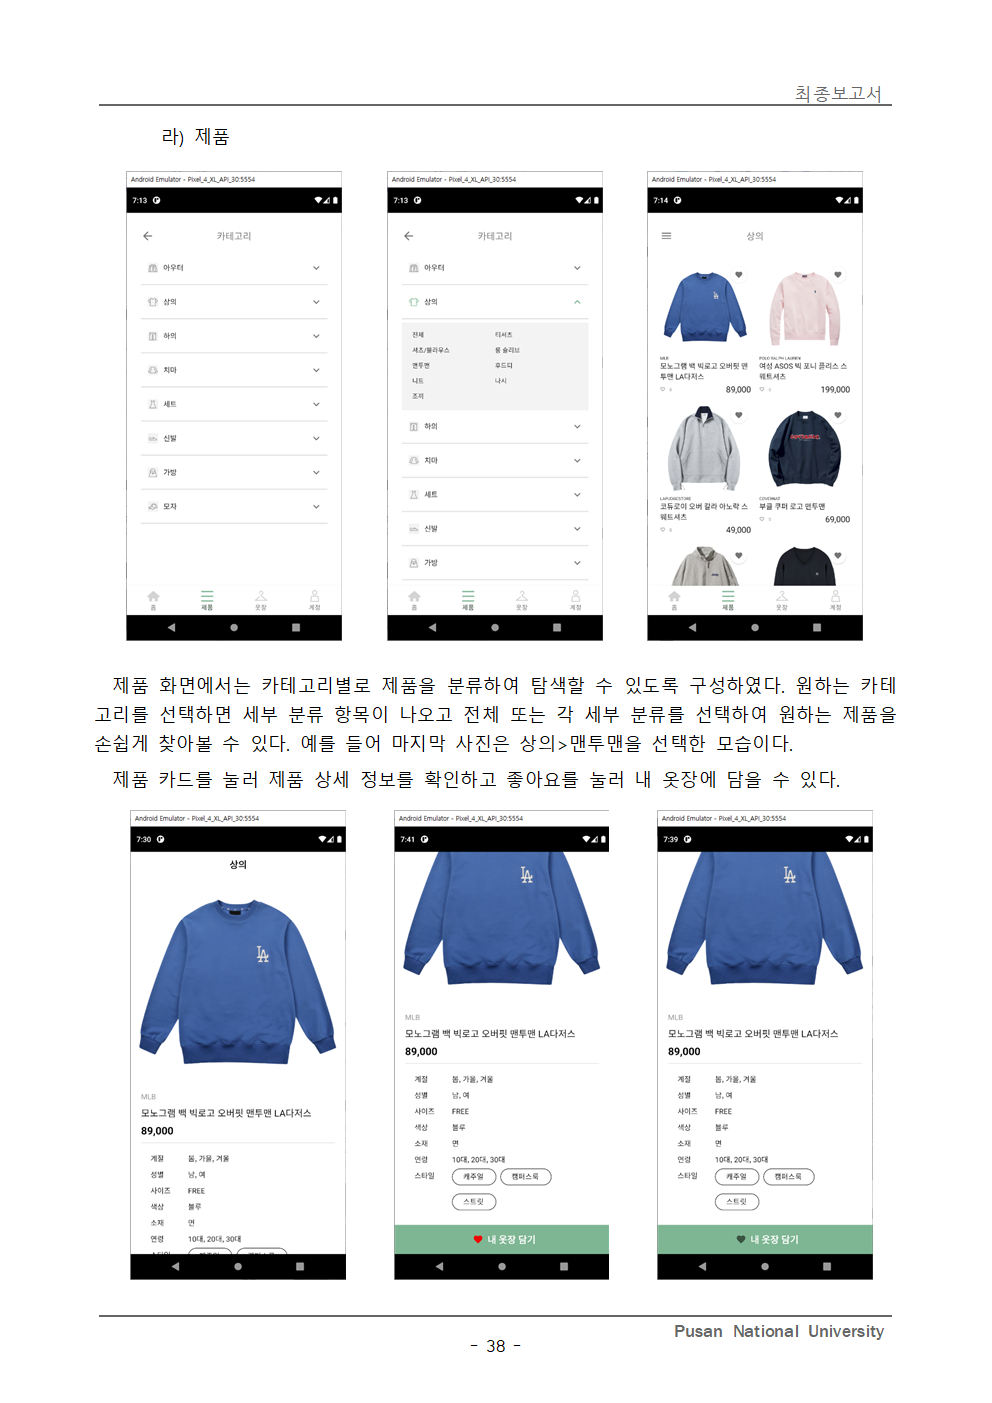 최종보고서
라) 제품
Android Emulator - Pixel_4_XL_API_30:5554
7:13
카테고리
아우터
상의
하의
치마
세트
신발
가방
모자
홈 제품 옷장 계정
Android Emulator - Pixel_4_XL_API_30:5554
7:13
카테고리
아우터
상의
전체 티셔츠
셔츠/블라우스 롱 슬리브
맨투맨 후드티
니트 나시
조끼
하의
치마
세트
신발
가방
홈 제품 옷장 계정
Android Emulator - Pixel_4_XL_API_30:5554
7:14
상의
MLB
모노그램 백 빅로고 오버핏 맨
투맨 LA다저스
89,000
POLO RALPH LAUREN
여성 ASOS 빅 포니 플리스 스
웨트셔츠
199,000
코듀로이 오버 칼라 아노락 스
웨트셔츠
49,000
COVERNAT
부클 쿠퍼 로고 맨투맨
69,000
홈 제품 옷장 계정
제품 화면에서는 카테고리별로 제품을 분류하여 탐색할 수 있도록 구성하였다. 원하는 카테
고리를 선택하면 세부 분류 항목이 나오고 전체 또는 각 세부 분류를 선택하여 원하는 제품을
손쉽게 찾아볼 수 있다. 예를 들어 마지막 사진은 상의>맨투맨을 선택한 모습이다.
제품 카드를 눌러 제품 상세 정보를 확인하고 좋아요를 눌러 내 옷장에 담을 수 있다.
Android Emulator - Pixel_4_XL_API_30:5554
7:30
상의
LA
MLB
모노그램 백 빅로고 오버핏 맨투맨 LA다저스
89,000
계절 봄, 가을, 겨울
성별 남, 여
사이즈 FREE
색상 블루
소재 면
연령 10대, 20대, 30대
Android Emulator - Pixel_4_XL_API_30:5554
7:41
LA
MLB
모노그램 백 빅로고 오버핏 맨투맨 LA다저스
89,000
계절 봄, 가을, 겨울
성별 남, 여
사이즈 FREE
색상 블루
소재 면
연령 10대, 20대, 30대
스타일 캐주얼 캠퍼스룩
스트릿
내 옷장 담기
Android Emulator - Pixel_4_XL_API_30:5554
7:39
LA
MLB
모노그램 백 빅로고 오버핏 맨투맨 LA다저스
89,000
계절 봄, 가을, 겨울
성별 남, 여
사이즈 FREE
색상 블루
소재 면
연령 10대, 20대, 30대
스타일 캐주얼 캠퍼스룩
스트릿
내 옷장 담기
Pusan National University
- 38 -